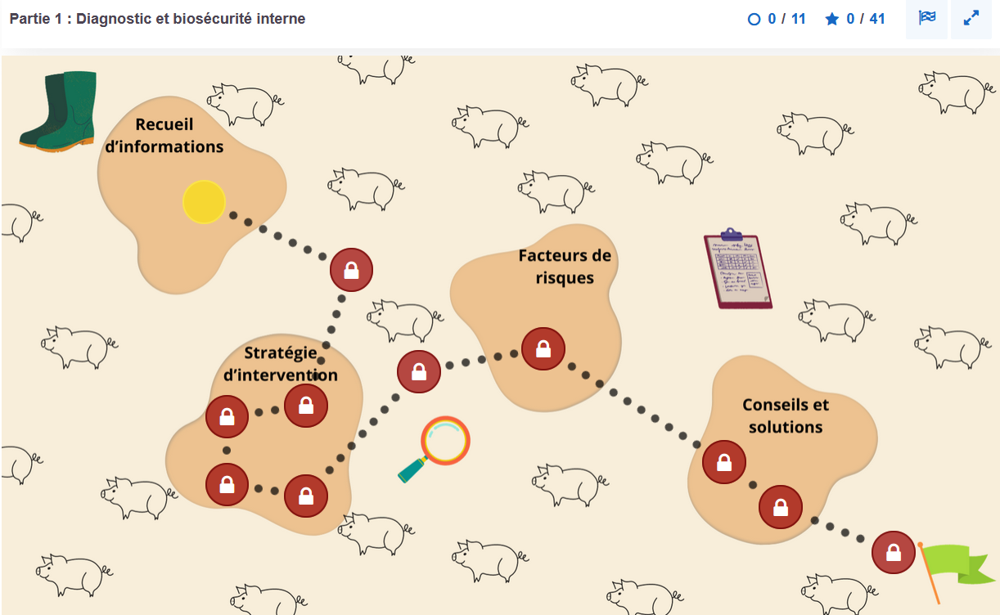 Partie 1 : Diagnostic et biosécurité interne
0 / 11
0 / 41
Recueil
d’informations
Facteurs de
risques
Stratégie
d’intervention
Conseils et
solutions